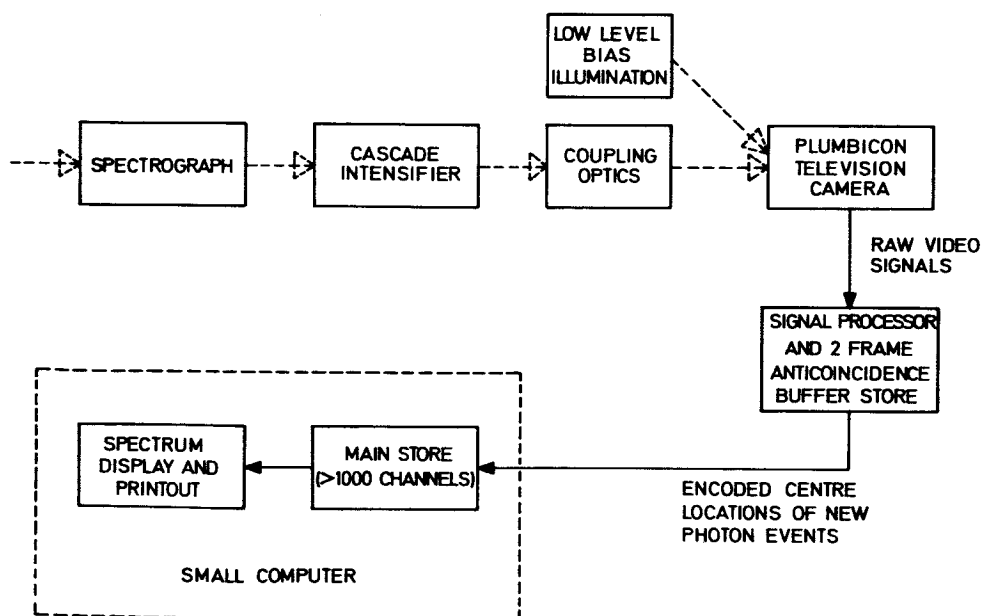 LOW LEVEL
BIAS
ILLUMINATION
SPECTROGRAPH
CASCADE
INTENSIFIER
COUPLING
OPTICS
PLUMBICON
TELEVISION
CAMERA
RAW VIDEO
SIGNALS
SIGNAL PROCESSOR
AND 2 FRAME
ANTICOINCIDENCE
BUFFER STORE
SPECTRUM
DISPLAY AND
PRINTOUT
MAIN STORE
(>1000 CHANNELS)
ENCODED CENTRE
LOCATIONS OF NEW
PHOTON EVENTS
SMALL COMPUTER